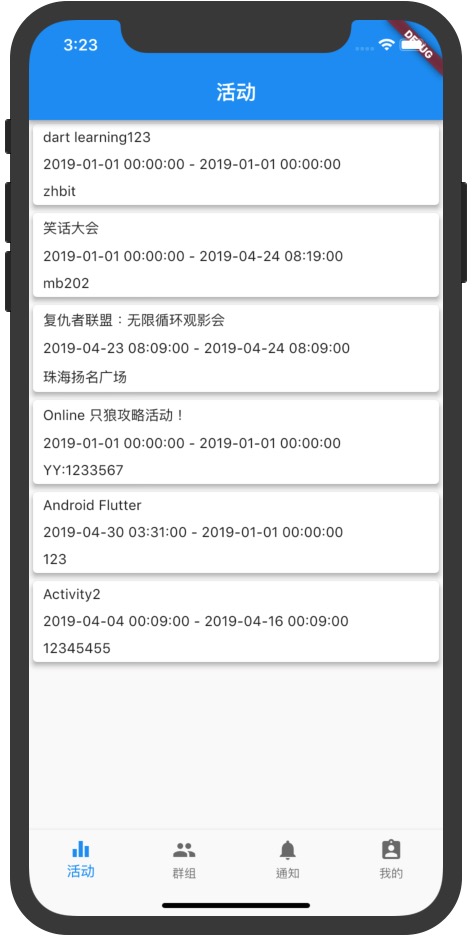 3:23
DEBUG
活动
dart learning123
2019-01-01 00:00:00 - 2019-01-01 00:00:00
zhbit
笑话大会
2019-01-01 00:00:00 - 2019-04-24 08:19:00
mb202
复仇者联盟：无限循环观影会
2019-04-23 08:09:00 - 2019-04-24 08:09:00
珠海扬名广场
Online 只狼攻略活动！
2019-01-01 00:00:00 - 2019-01-01 00:00:00
YY:1233567
Android Flutter
2019-04-30 03:31:00 - 2019-01-01 00:00:00
123
Activity2
2019-04-04 00:09:00 - 2019-04-16 00:09:00
12345455
活动 群组 通知 我的